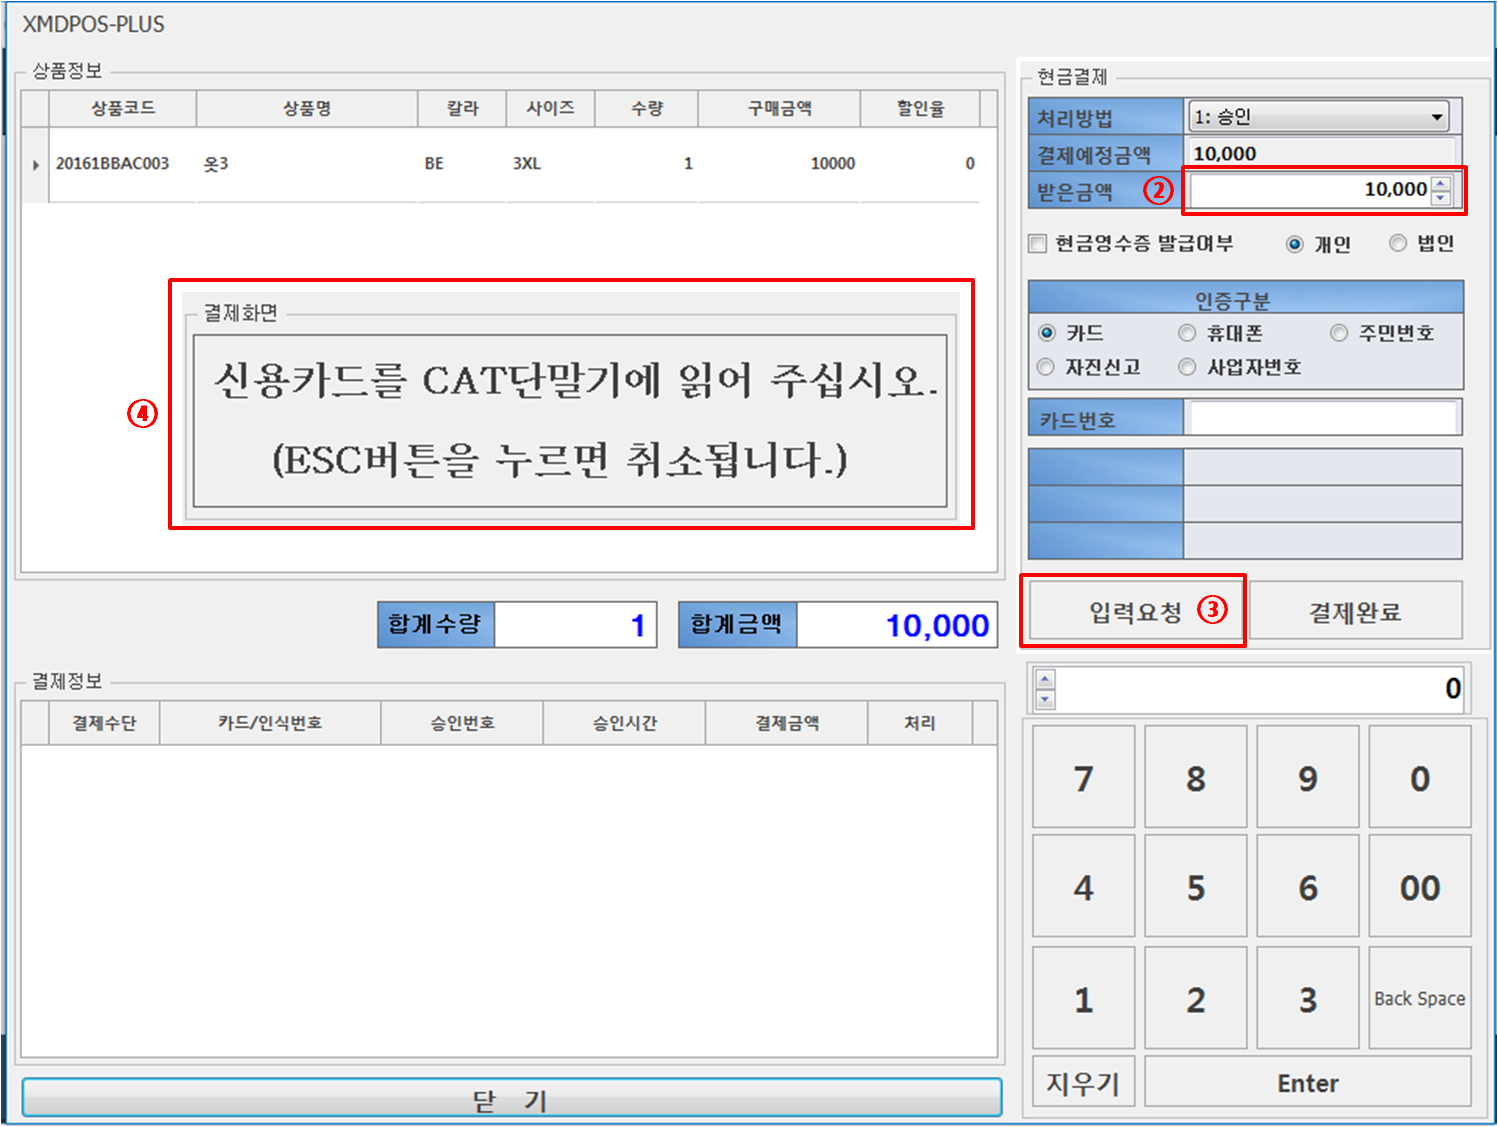 XMDPOS-PLUS
상품정보
상품코드 상품명 칼라 사이즈 수량 구매금액 할인율
20161BBAC003 옷3 BE 3XL 1 10000 0
결제화면
신용카드를 CAT단말기에 읽어 주십시오.
④
(ESC버튼을 누르면 취소됩니다.)
합계수량 1 합계금액 10,000
결제정보
결제수단 카드/인식번호 승인번호 승인시간 결제금액 처리
닫 기
현금결제
처리방법 1: 승인
결제예정금액 10,000
받은금액 ② 10,000
현금영수증 발급여부 개인 법인
인증구분
카드 휴대폰 주민번호
자진신고 사업자번호
카드번호
입력요청 ③ 결제완료
0
7 8 9 0
4 5 6 00
1 2 3 Back Space
지우기 Enter